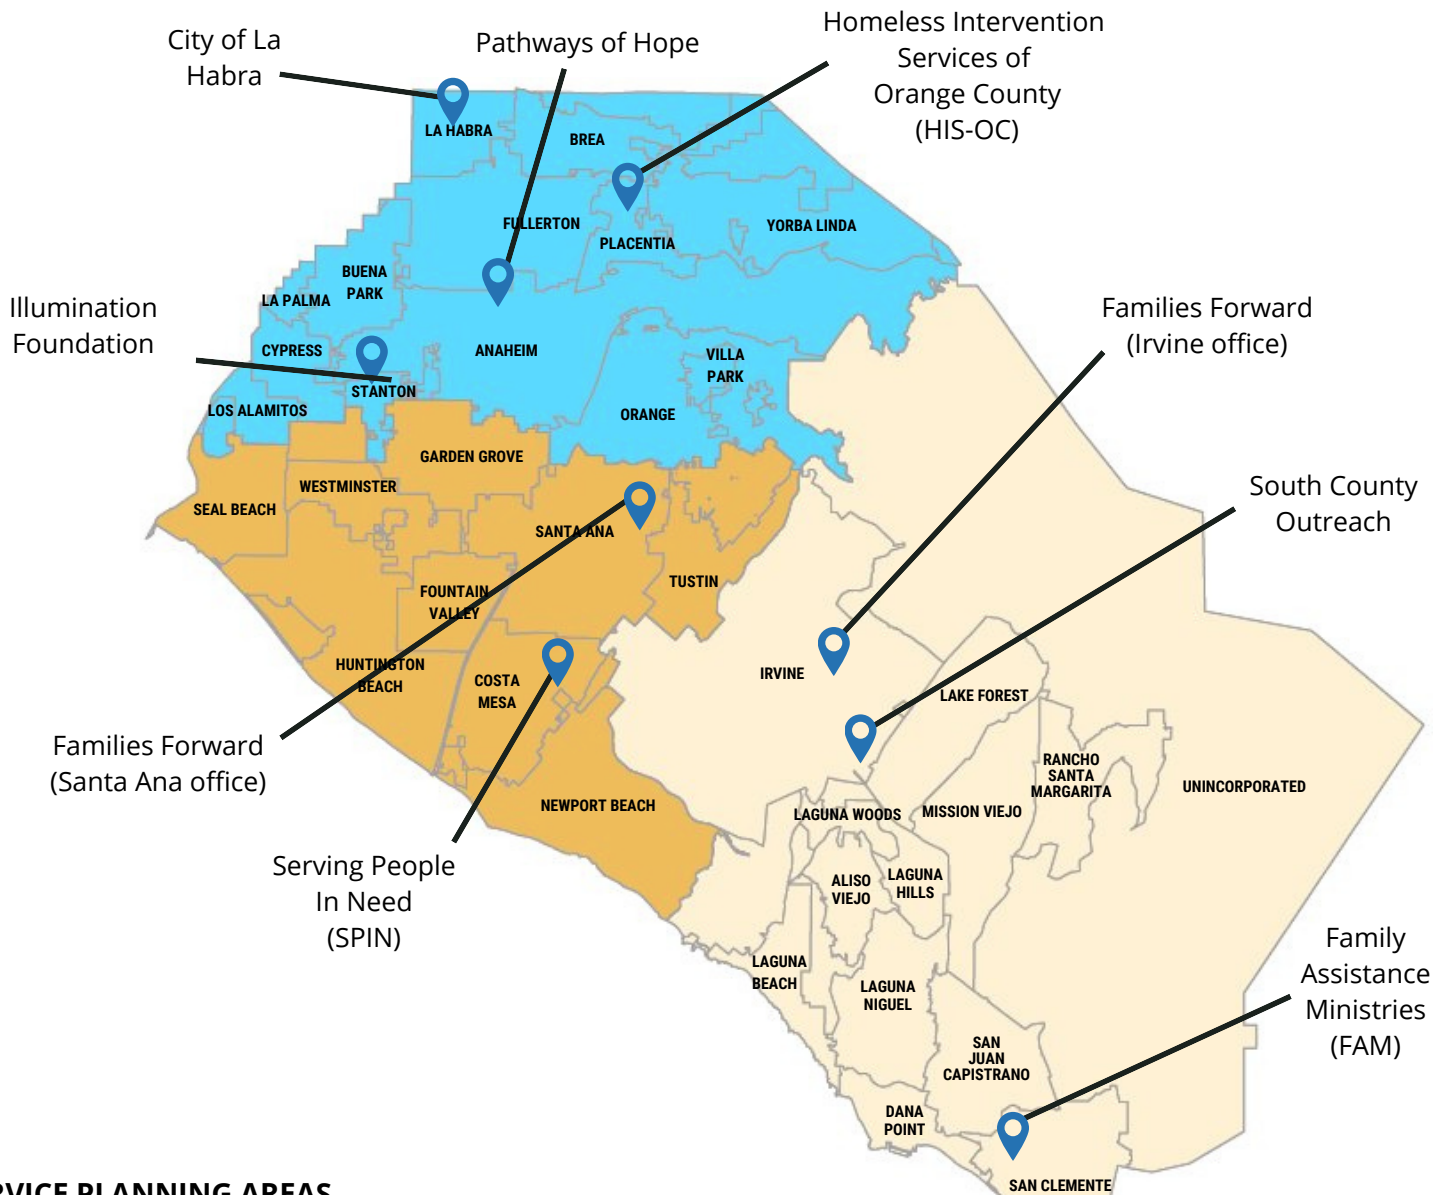 City of La
Habra
Pathways of Hope
Homeless Intervention
Services of
Orange County
(HIS-OC)
LA HABRA
BREA
FULLERTON
PLACENTIA
YORBA LINDA
BUENA
PARK
LA PALMA
Illumination
Foundation
Families Forward
(Irvine office)
CYPRESS
ANAHEIM
VILLA
PARK
STANTON
LOS ALAMITOS
ORANGE
GARDEN GROVE
WESTMINSTER
SEAL BEACH
South County
Outreach
SANTA ANA
TUSTIN
FOUNTAIN
VALLEY
HUNTINGTON
BEACH
COSTA
MESA
IRVINE
LAKE FOREST
Families Forward
(Santa Ana office)
RANCHO
SANTA
MARGARITA
UNINCORPORATED
NEWPORT BEACH
LAGUNA WOODS
MISSION VIEJO
Serving People
In Need
(SPIN)
ALISO
VIEJO
LAGUNA
HILLS
LAGUNA
BEACH
LAGUNA
NIGUEL
Family
Assistance
Ministries
(FAM)
SAN
JUAN
CAPISTRANO
DANA
POINT
SAN CLEMENTE
PLANNING AREAS